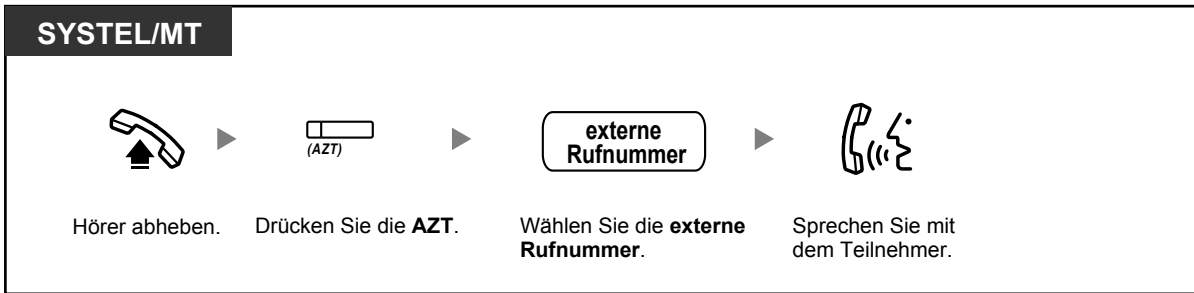 SYSTEL/MT
(AZT)
externe
Rufnummer
Hörer abheben.
Drücken Sie die AZT.
Wählen Sie die externe
Rufnummer.
Sprechen Sie mit
dem Teilnehmer.